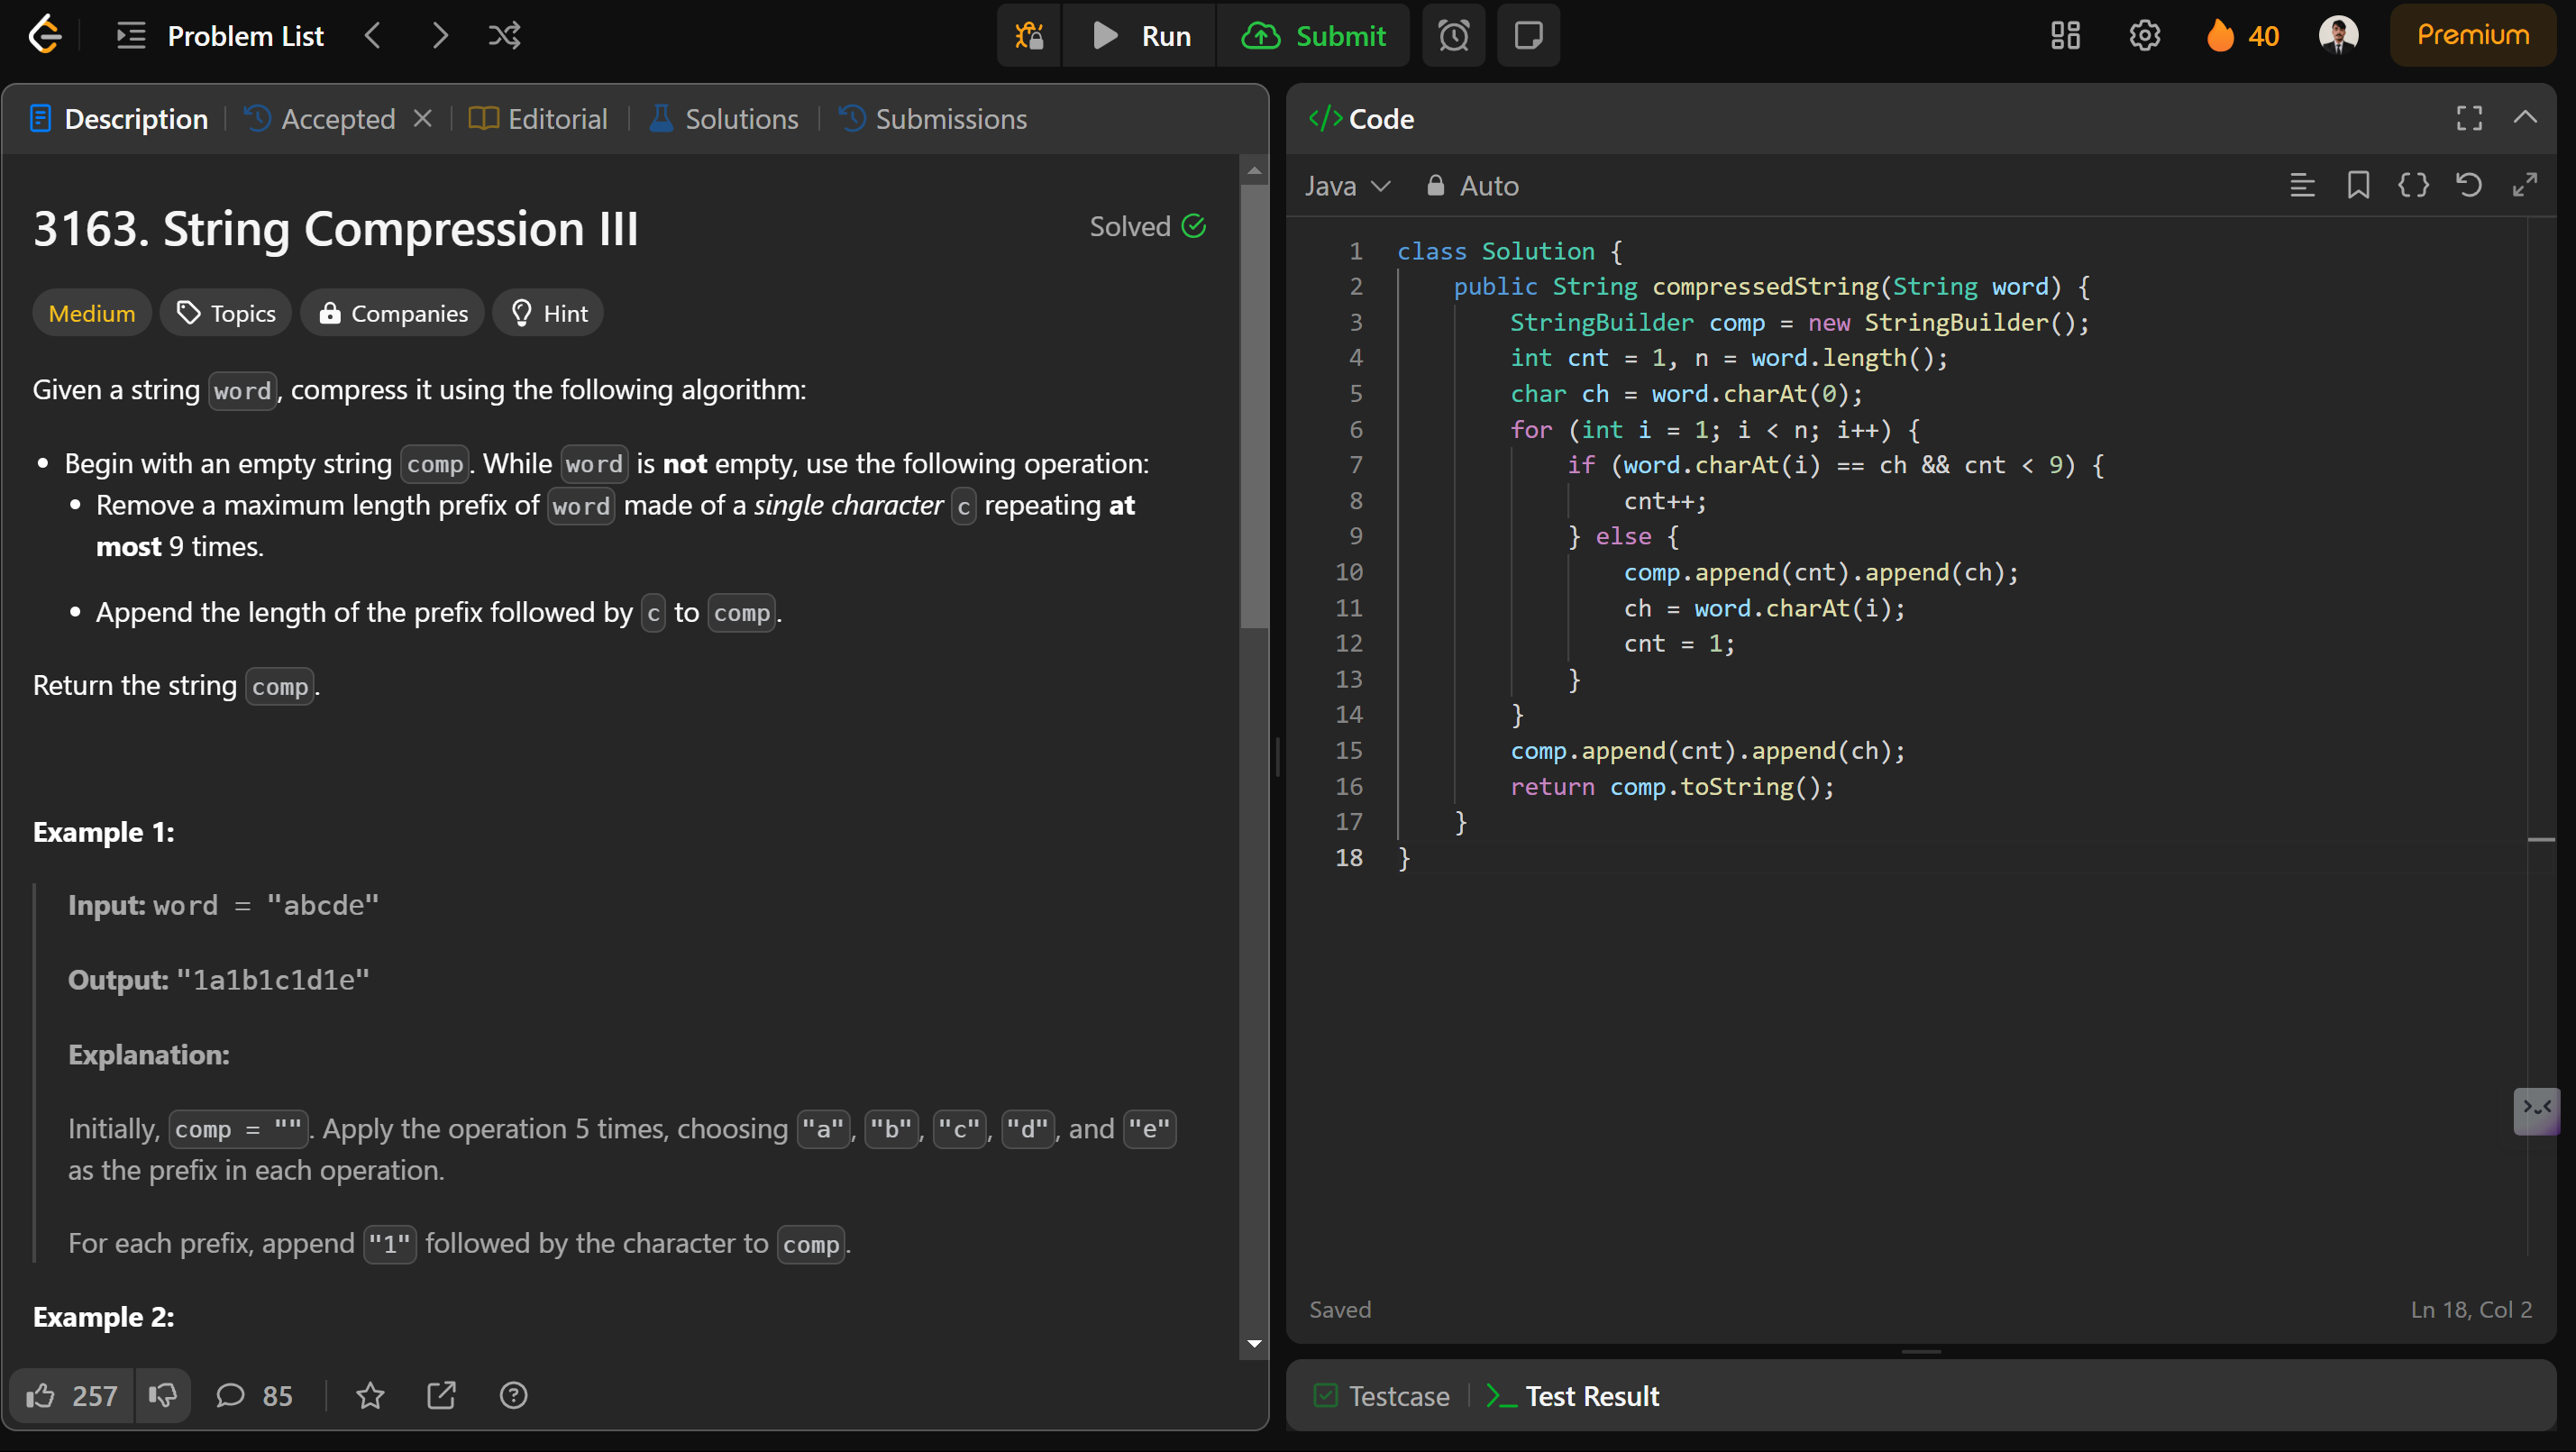 Problem List
Run
Submit
40
Premium
Description
Accepted
Editorial
Solutions
Submissions
3163. String Compression III
Solved
Medium
Topics
Companies
Hint
Given a string word, compress it using the following algorithm:
• Begin with an empty string comp. While word is not empty, use the following operation:
• Remove a maximum length prefix of word made of a single character c repeating at
most 9 times.
• Append the length of the prefix followed by c to comp.
Return the string comp.
Example 1:
Input: word = "abcde"
Output: "1a1b1c1d1e"
Explanation:
Initially, comp = "". Apply the operation 5 times, choosing "a", "b", "c", "d", and "e"
as the prefix in each operation.
For each prefix, append "1" followed by the character to comp.
Example 2:
257
85
</> Code
Java
Auto
1 class Solution {
2     public String compressedString(String word) {
3         StringBuilder comp = new StringBuilder();
4         int cnt = 1, n = word.length();
5         char ch = word.charAt(0);
6         for (int i = 1; i < n; i++) {
7             if (word.charAt(i) == ch && cnt < 9) {
8                 cnt++;
9             } else {
10                 comp.append(cnt).append(ch);
11                 ch = word.charAt(i);
12                 cnt = 1;
13             }
14         }
15         comp.append(cnt).append(ch);
16         return comp.toString();
17     }
18 }
Saved
Ln 18, Col 2
Testcase
Test Result